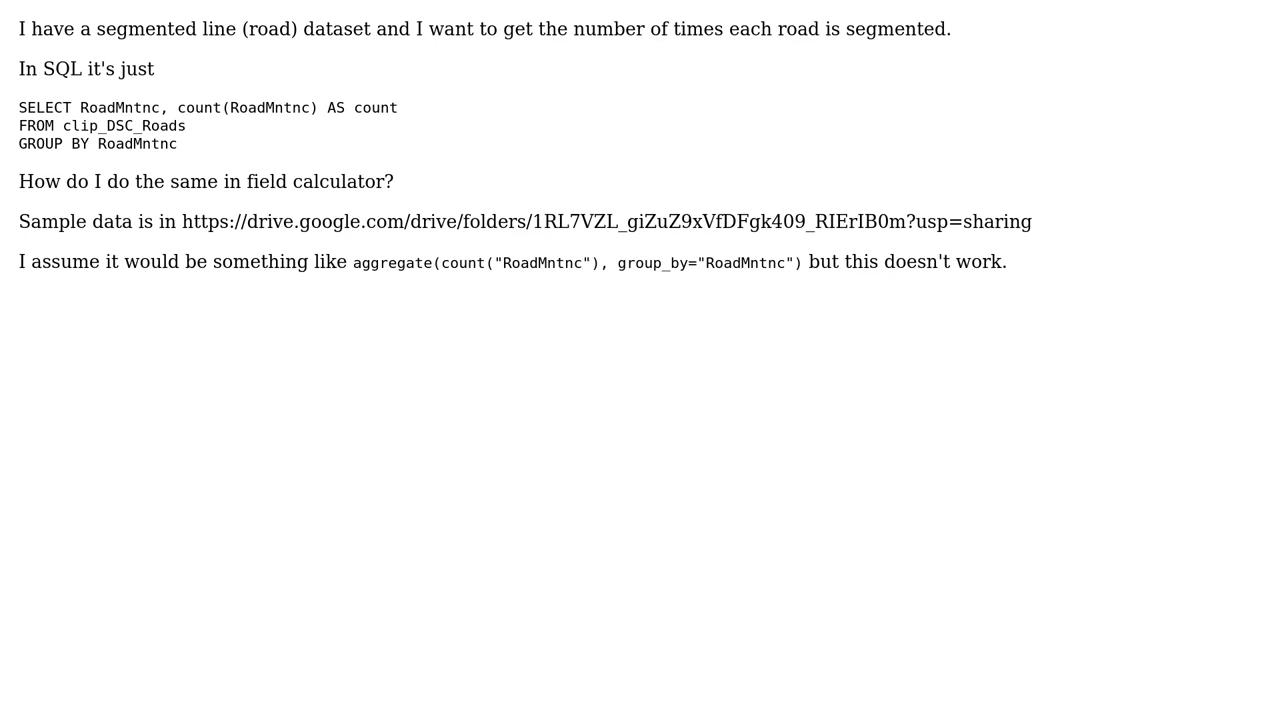 I have a segmented line (road) dataset and I want to get the number of times each road is segmented.
In SQL it's just
SELECT RoadMntnc, count(RoadMntnc) AS count
FROM clip_DSC_Roads
GROUP BY RoadMntnc
How do I do the same in field calculator?
Sample data is in https://drive.google.com/drive/folders/1RL7VZL_giZuZ9xVfDFgk409_RIErIB0m?usp=sharing
I assume it would be something like aggregate(count("RoadMntnc"), group_by="RoadMntnc") but this doesn't work.